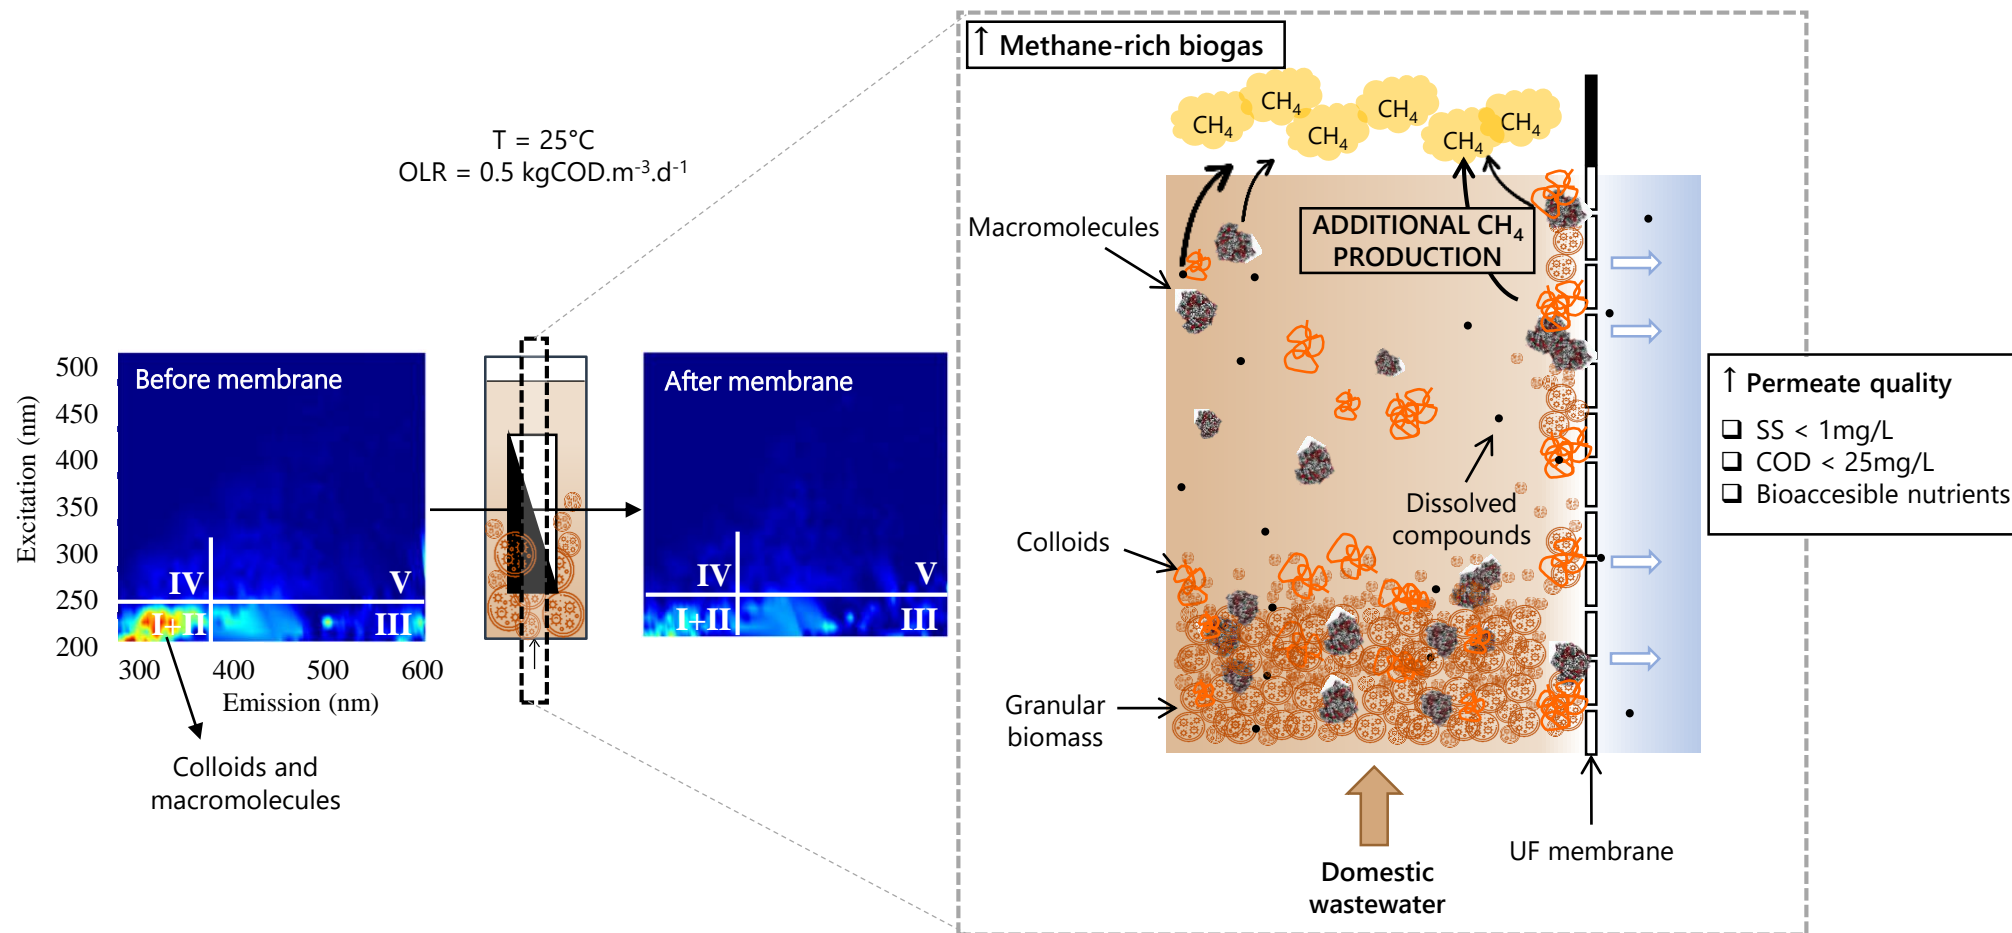 T = 25°C
OLR = 0.5 kgCOD.m⁻³.d⁻¹
Excitation (nm)
500
450
400
350
300
250
200
Before membrane
IV
V
I+II
III
300
400
500
600
Emission (nm)
Colloids and
macromolecules
After membrane
IV
V
I+II
III
↑ Methane-rich biogas
CH₄
CH₄
CH₄
CH₄
CH₄
CH₄
ADDITIONAL CH₄
PRODUCTION
Macromolecules
Dissolved
compounds
Colloids
Granular
biomass
Domestic
wastewater
UF membrane
↑ Permeate quality
❑ SS < 1mg/L
❑ COD < 25mg/L
❑ Bioaccesible nutrients